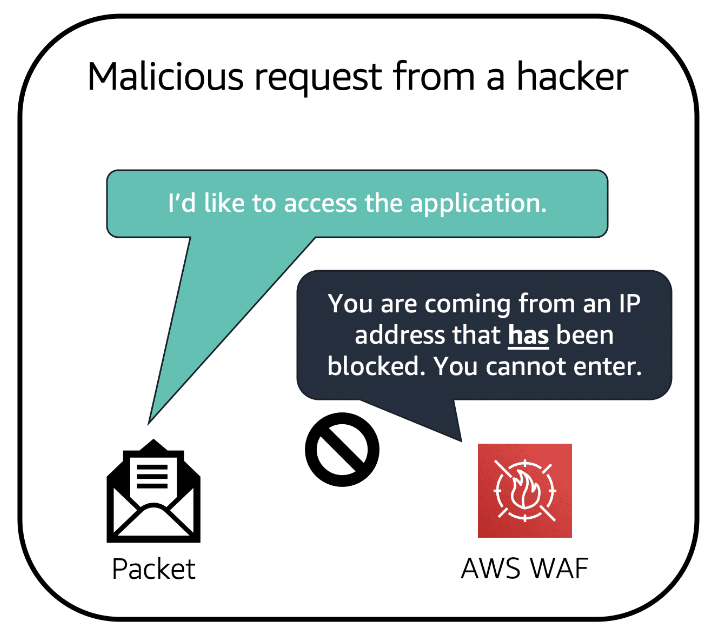 Malicious request from a hacker
I’d like to access the application.
You are coming from an IP
address that has been
blocked. You cannot enter.
Packet
AWS WAF